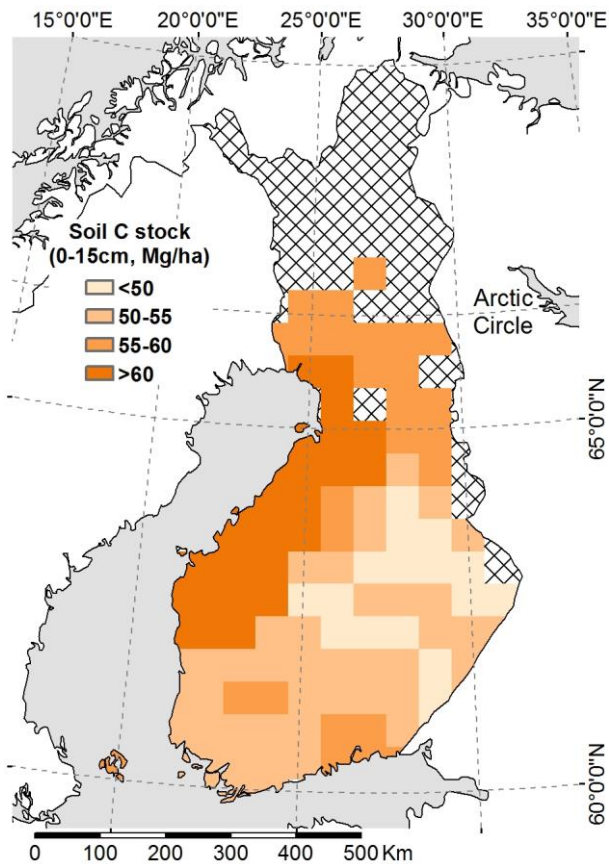 15°0'0"E 20°0'0"E 25°0'0"E 30°0'0"E 35°0'0"E
Soil C stock
(0-15cm, Mg/ha)
<50
50-55
55-60
>60
Arctic
Circle
65°0'0"N
60°0'0"N
0 100 200 300 400 500 Km